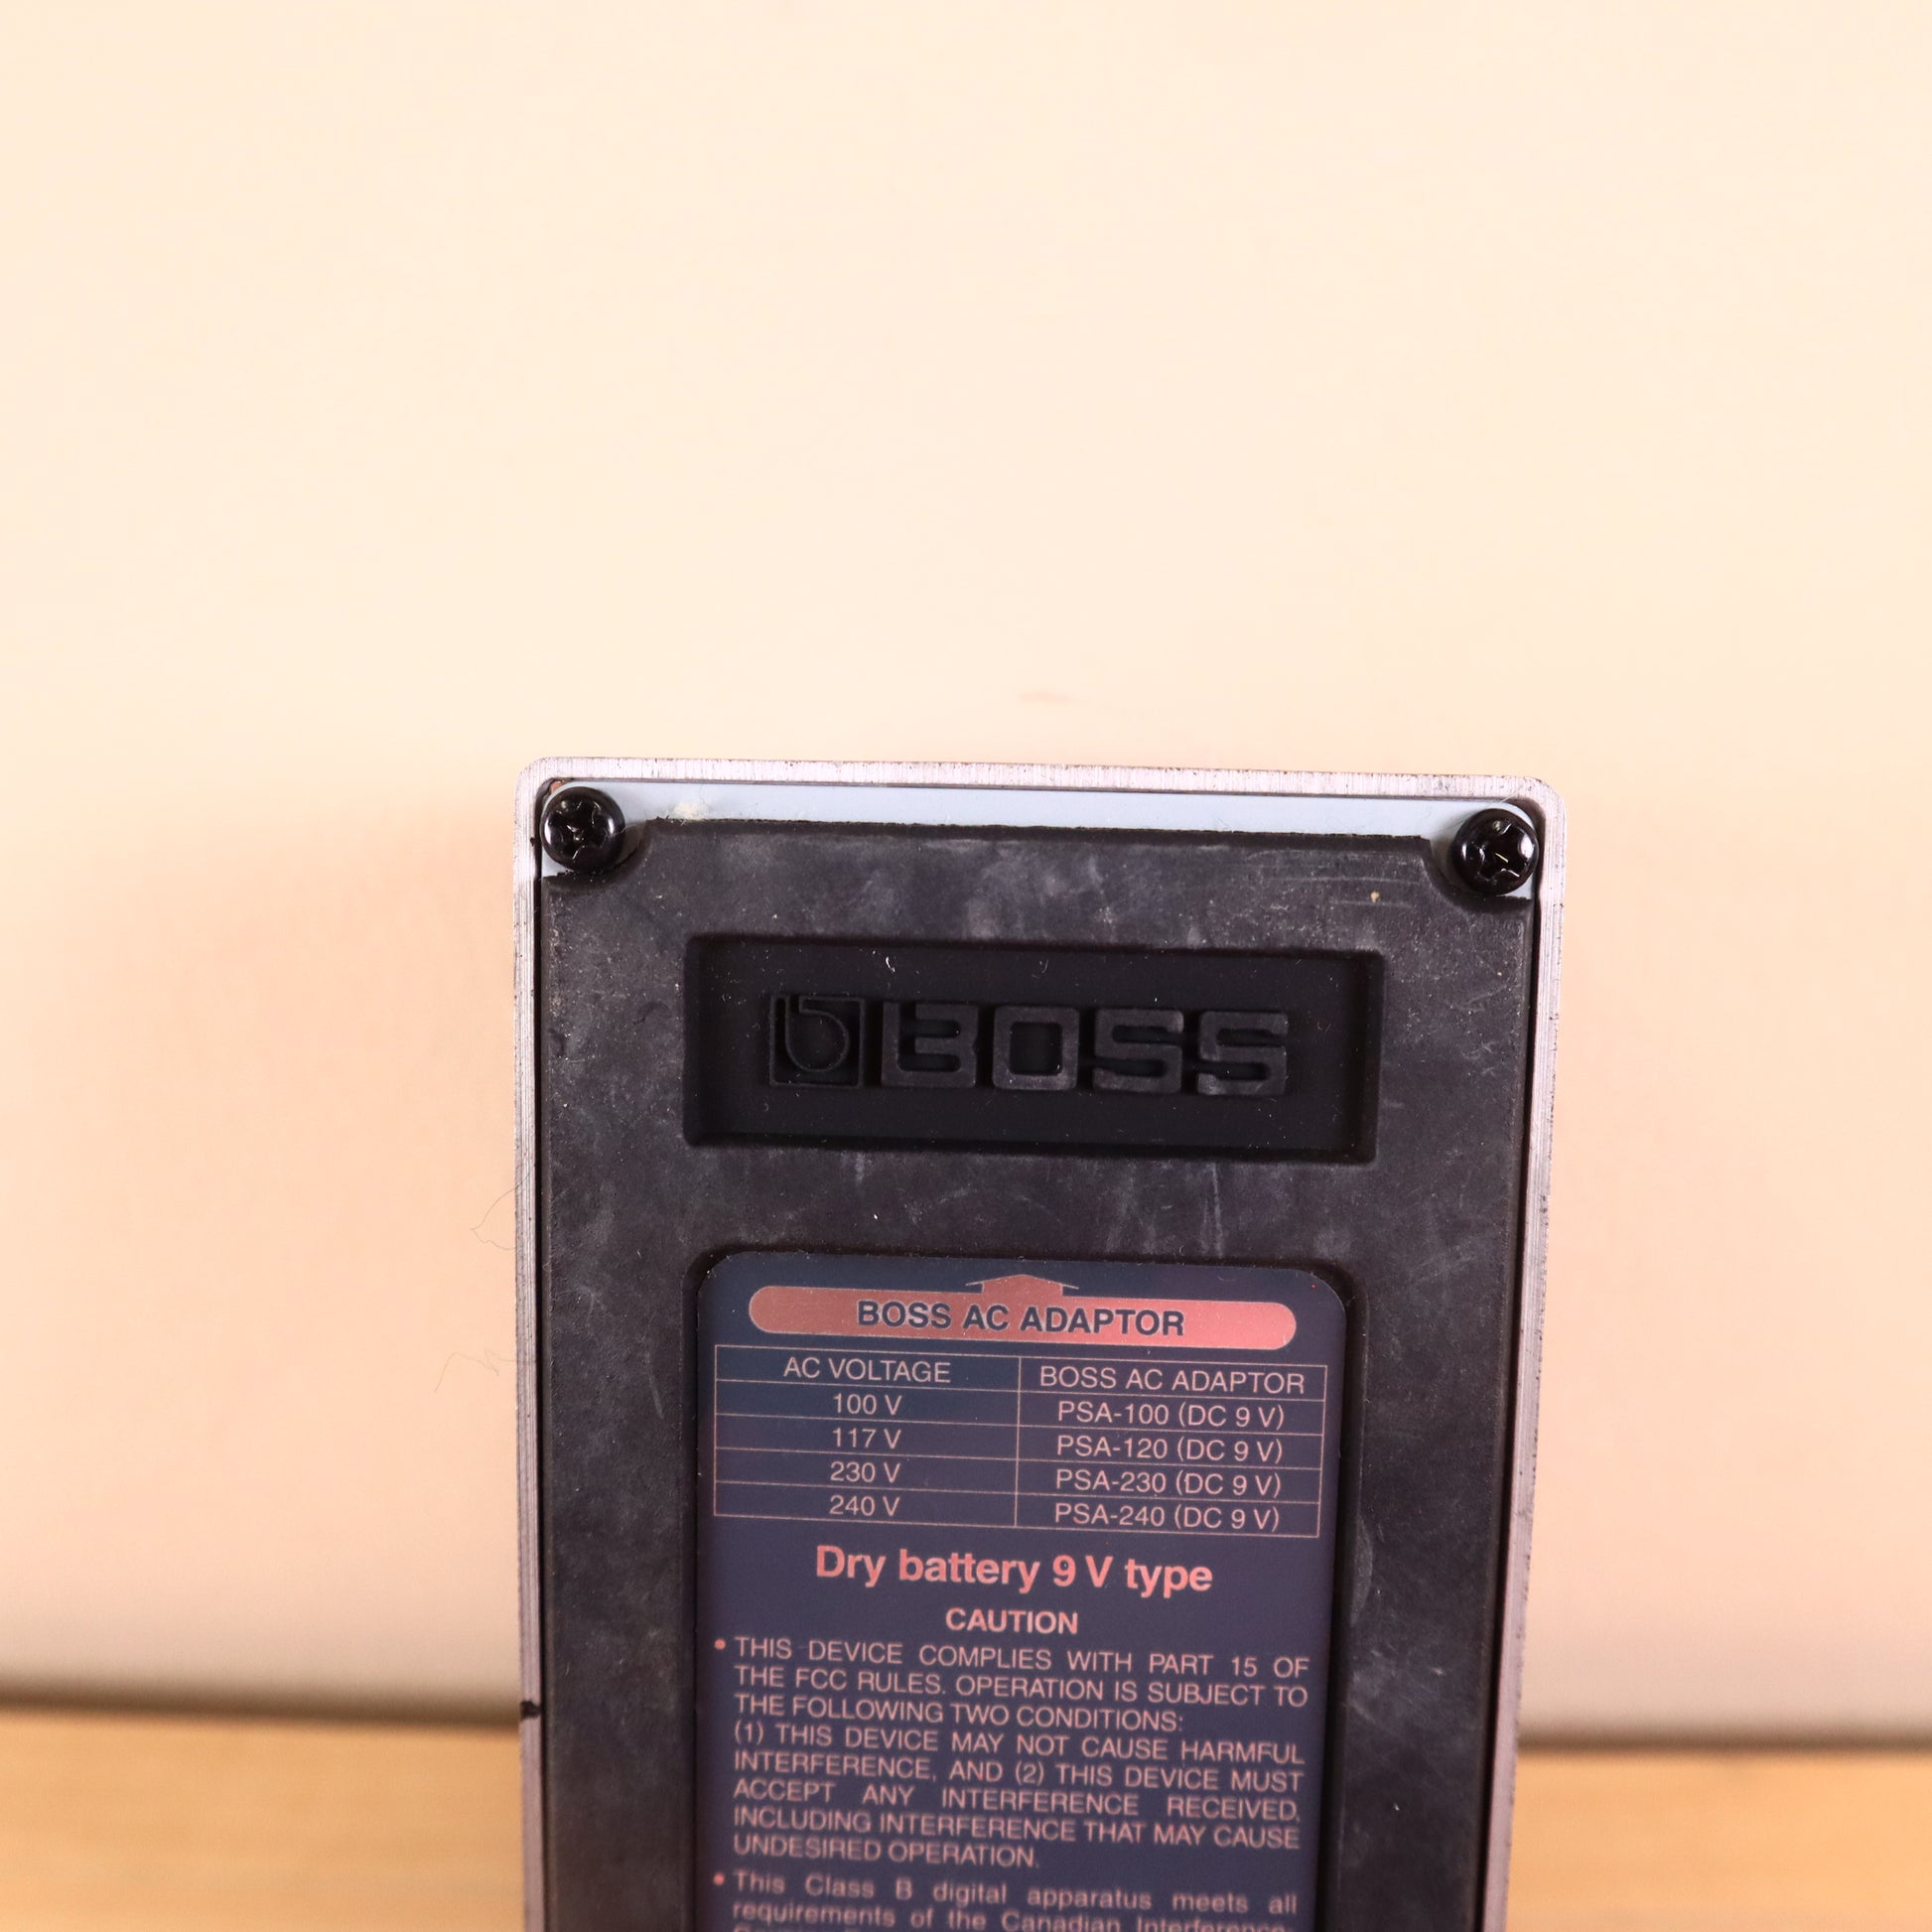 BOSS
BOSS AC ADAPTOR
AC VOLTAGE BOSS AC ADAPTOR
100 V PSA-100 (DC 9 V)
117 V PSA-120 (DC 9 V)
230 V PSA-230 (DC 9 V)
240 V PSA-240 (DC 9 V)
Dry battery 9 V type
CAUTION
• THIS DEVICE COMPLIES WITH PART 15 OF
THE FCC RULES. OPERATION IS SUBJECT TO
THE FOLLOWING TWO CONDITIONS:
(1) THIS DEVICE MAY NOT CAUSE HARMFUL
INTERFERENCE, AND (2) THIS DEVICE MUST
ACCEPT ANY INTERFERENCE RECEIVED,
INCLUDING INTERFERENCE THAT MAY CAUSE
UNDESIRED OPERATION.
• This Class B digital apparatus meets all
requirements of the Canadian Interference-